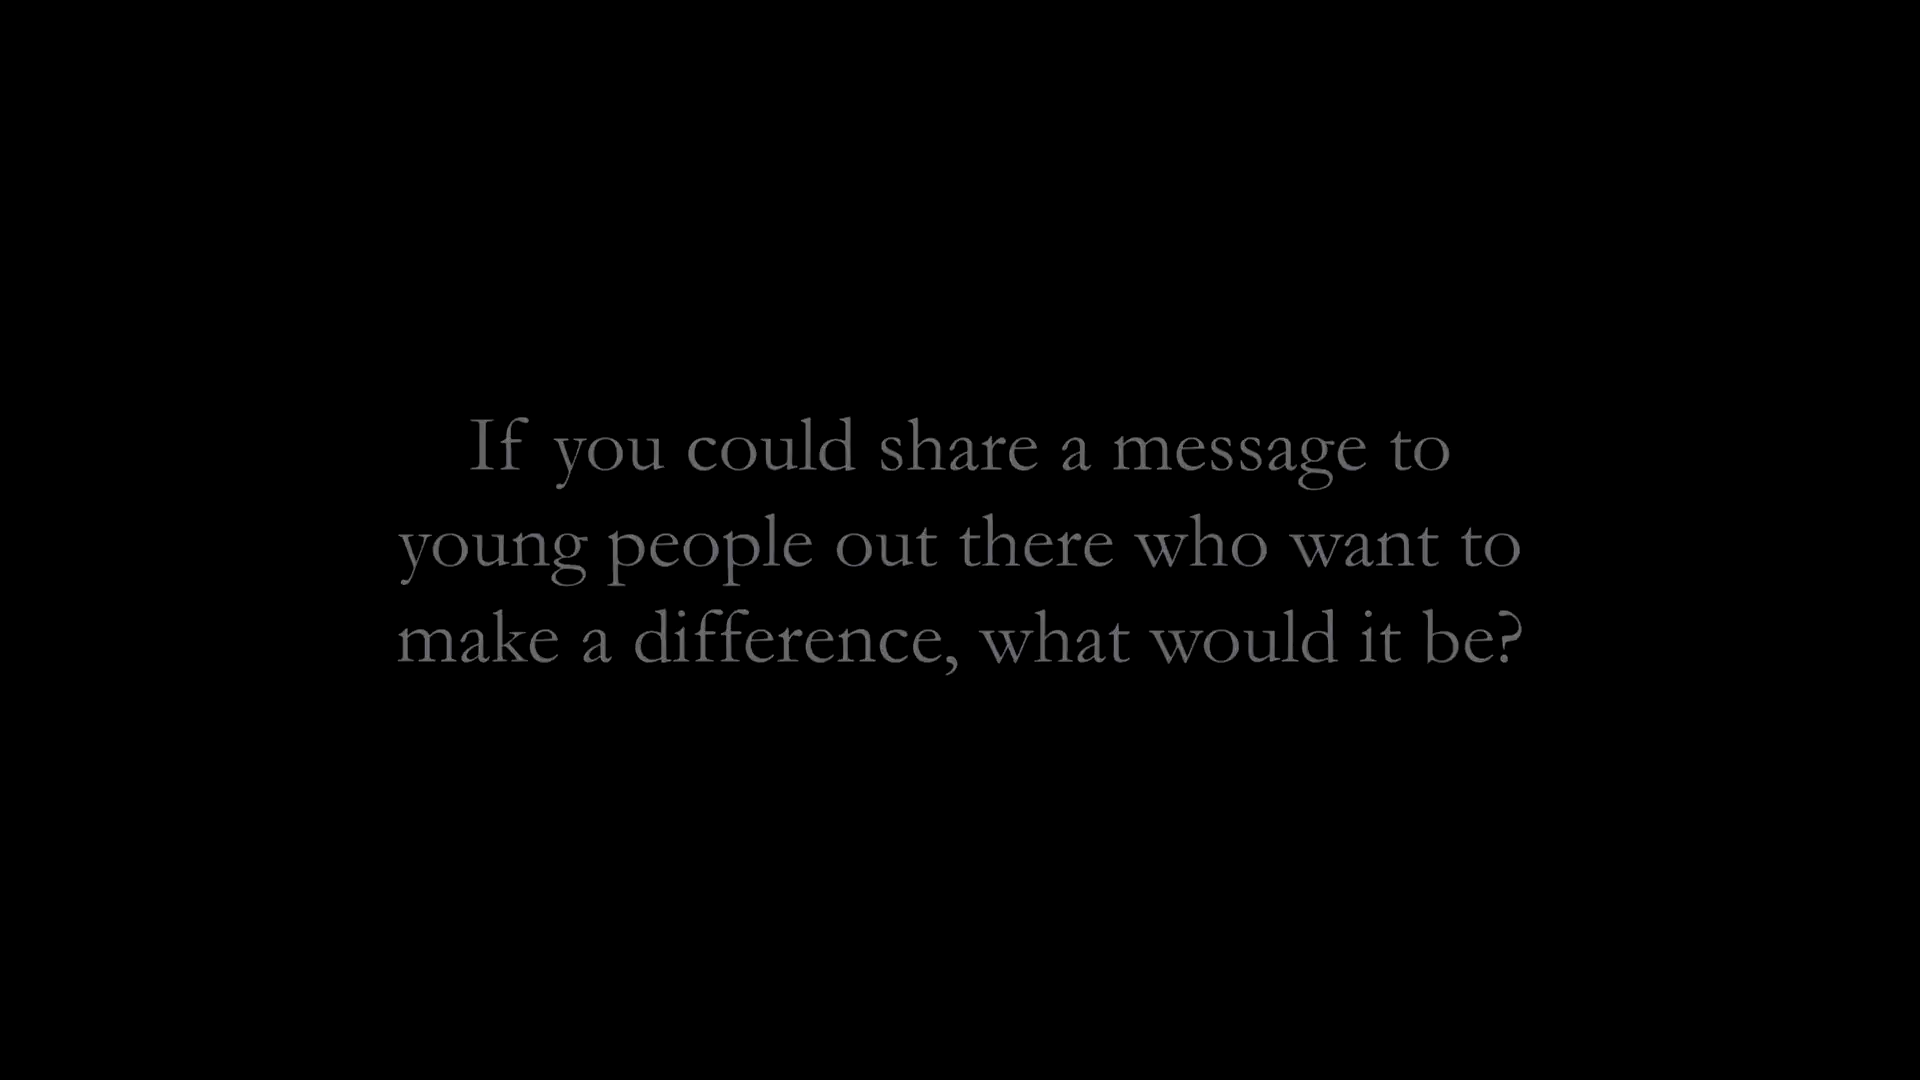 If you could share a message to
young people out there who want to
make a difference, what would it be?